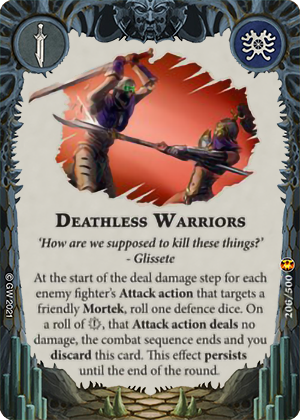 DEATHLESS WARRIORS
‘How are we supposed to kill these things?’
- Glissete
At the start of the deal damage step for each
enemy fighter's Attack action that targets a
friendly Mortek, roll one defence dice. On
a roll of , that Attack action deals no
damage, the combat sequence ends and you
discard this card. This effect persists
until the end of the round.
© GW 2021
206/500